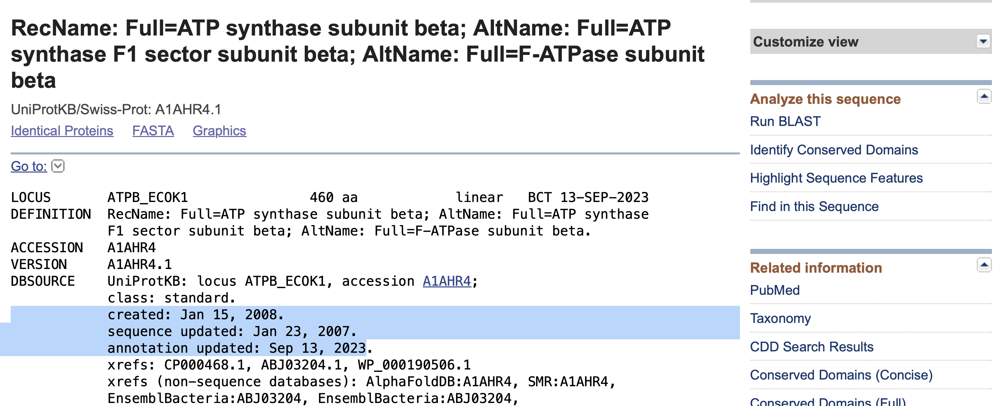 RecName: Full=ATP synthase subunit beta; AltName: Full=ATP
synthase F1 sector subunit beta; AltName: Full=F-ATPase subunit
beta
UniProtKB/Swiss-Prot: A1AHR4.1
Identical Proteins FASTA Graphics
Go to:
LOCUS ATPB_ECOK1 460 aa linear BCT 13-SEP-2023
DEFINITION RecName: Full=ATP synthase subunit beta; AltName: Full=ATP synthase
F1 sector subunit beta; AltName: Full=F-ATPase subunit beta.
ACCESSION A1AHR4
VERSION A1AHR4.1
DBSOURCE UniProtKB: locus ATPB_ECOK1, accession A1AHR4;
class: standard.
created: Jan 15, 2008.
sequence updated: Jan 23, 2007.
annotation updated: Sep 13, 2023.
xrefs: CP000468.1, ABJ03204.1, WP_000190506.1
xrefs (non-sequence databases): AlphaFoldDB:A1AHR4, SMR:A1AHR4,
EnsemblBacteria:ABJ03204, EnsemblBacteria:ABJ03204,
Customize view
Analyze this sequence
Run BLAST
Identify Conserved Domains
Highlight Sequence Features
Find in this Sequence
Related information
PubMed
Taxonomy
CDD Search Results
Conserved Domains (Concise)
Conserved Domains (Full)